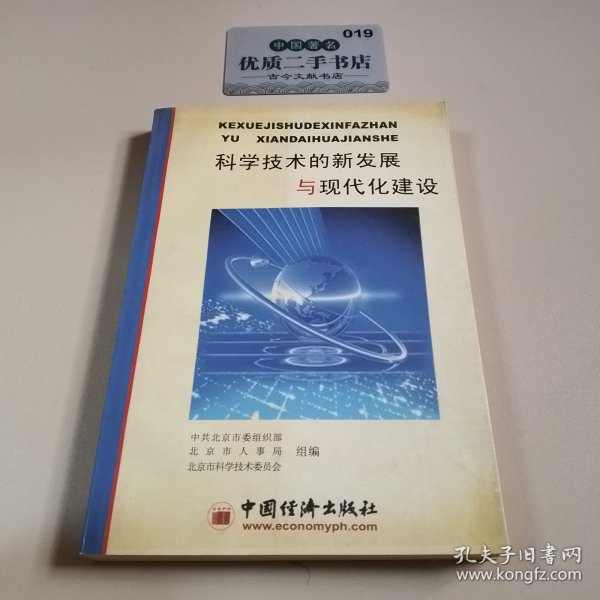 019
中国著名
优质二手书店
古今文献书店
KEXUEJISHUDEXINFAZHAN
YU XIANDAIHUAJIANSHE
科学技术的新发展
与现代化建设
中共北京市委组织部
北京市人事局 组编
北京市科学技术委员会
中国经济出版社
www.economyph.com
孔夫子旧书网
www.kongfz.com